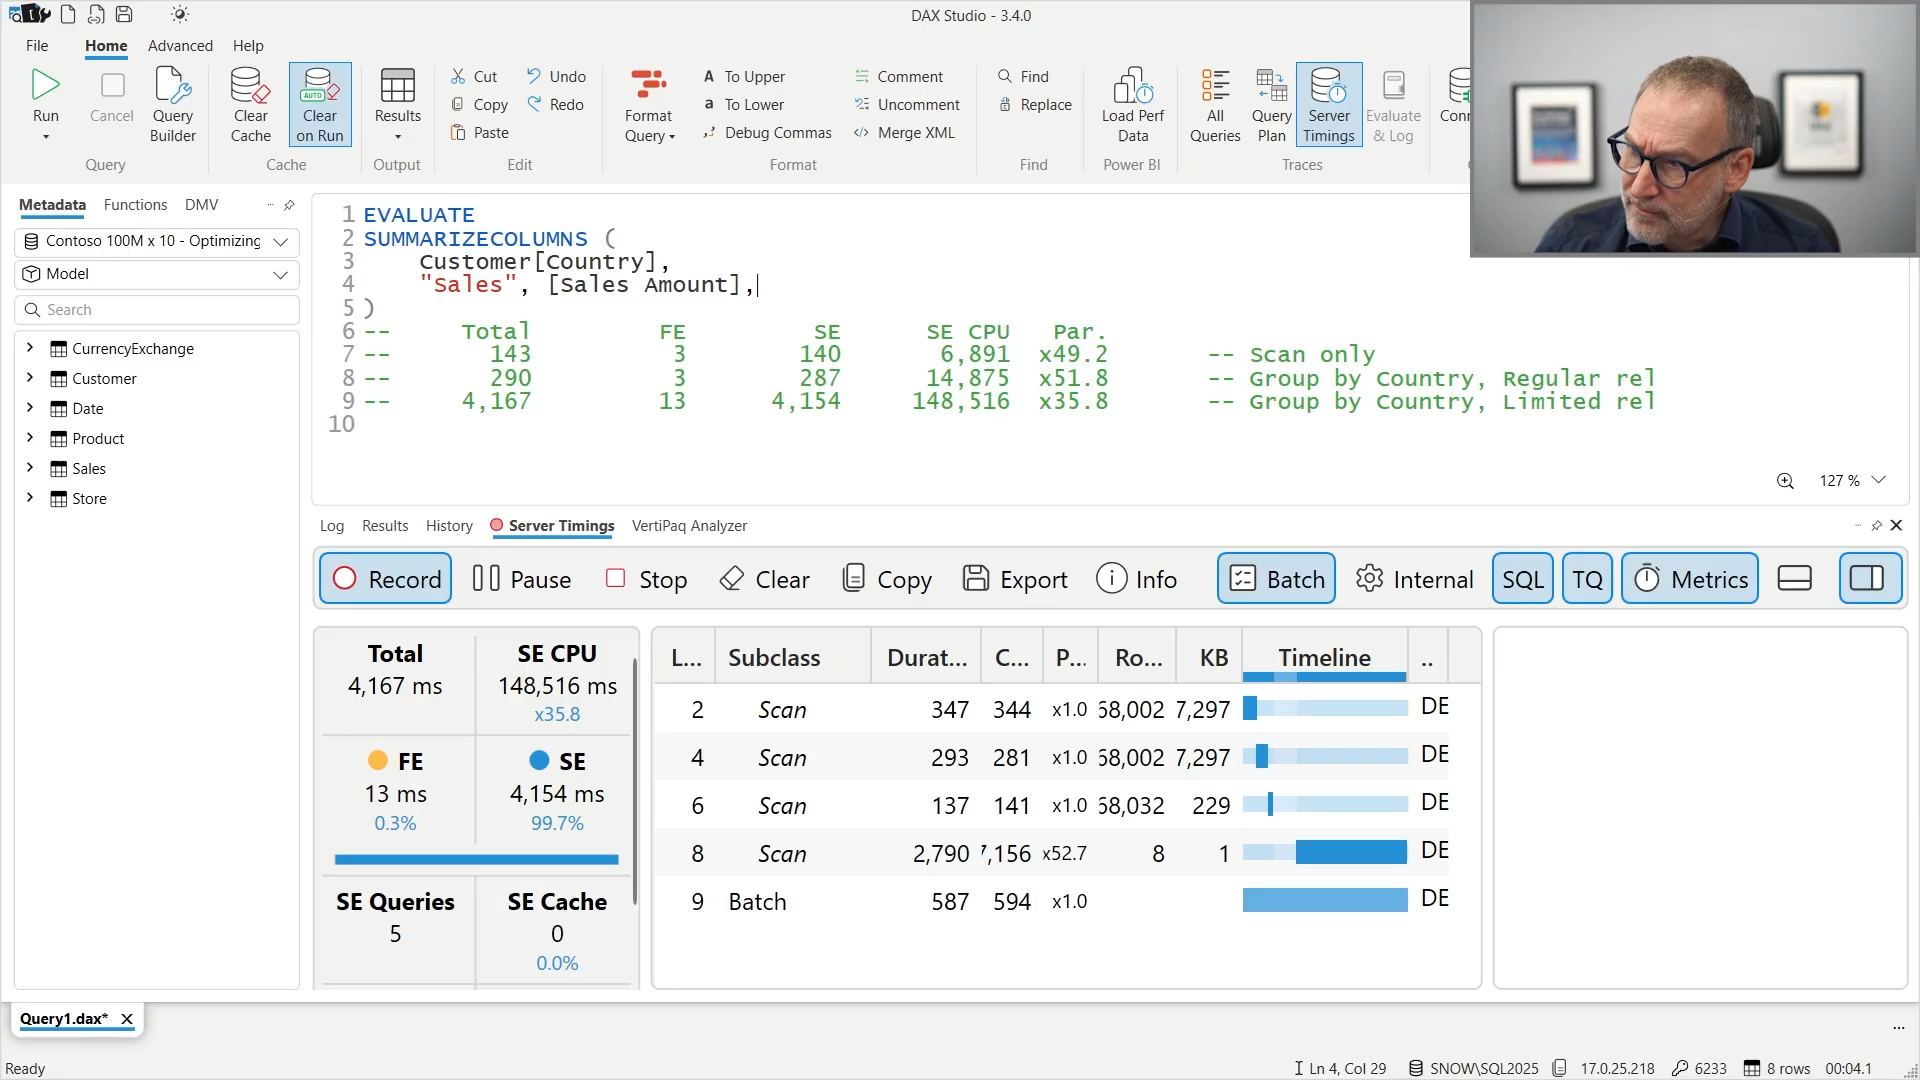 DAX Studio - 3.4.0
File Home Advanced Help
Run
Cancel
Query Builder
Clear Cache
AUTO
Clear on Run
Results
Format Query
Cut
Copy
Paste
Undo
Redo
A To Upper
a To Lower
Debug Commas
Comment
Uncomment
Merge XML
Find
Replace
Load Perf Data
All Queries
Query Plan
Server Timings
Evaluate & Log
Conn
Query
Cache
Output
Edit
Format
Find
Power BI
Traces
Metadata Functions DMV
Contoso 100M x 10 - Optimizing
Model
Search
CurrencyExchange
Customer
Date
Product
Sales
Store
1 EVALUATE
2 SUMMARIZECOLUMNS (
3 Customer[Country],
4 "Sales", [Sales Amount],
5 )
6 -- Total FE SE SE CPU Par.
7 -- 143 3 140 6,891 x49.2 -- Scan only
8 -- 290 3 287 14,875 x51.8 -- Group by Country, Regular rel
9 -- 4,167 13 4,154 148,516 x35.8 -- Group by Country, Limited rel
10
127 %
Log Results History Server Timings VertiPaq Analyzer
Record Pause Stop Clear Copy Export Info Batch Internal SQL TQ Metrics
Total
4,167 ms
SE CPU
148,516 ms
x35.8
FE
13 ms
0.3%
SE
4,154 ms
99.7%
SE Queries
5
SE Cache
0
0.0%
L... Subclass Durat... C... P... Ro... KB Timeline ..
2 Scan 347 344 x1.0 68,002 7,297 DE
4 Scan 293 281 x1.0 68,002 7,297 DE
6 Scan 137 141 x1.0 68,032 229 DE
8 Scan 2,790 7,156 x52.7 8 1 DE
9 Batch 587 594 x1.0 DE
Query1.dax*
Ready
Ln 4, Col 29 SNOW\SQL2025 17.0.25.218 6233 8 rows 00:04.1